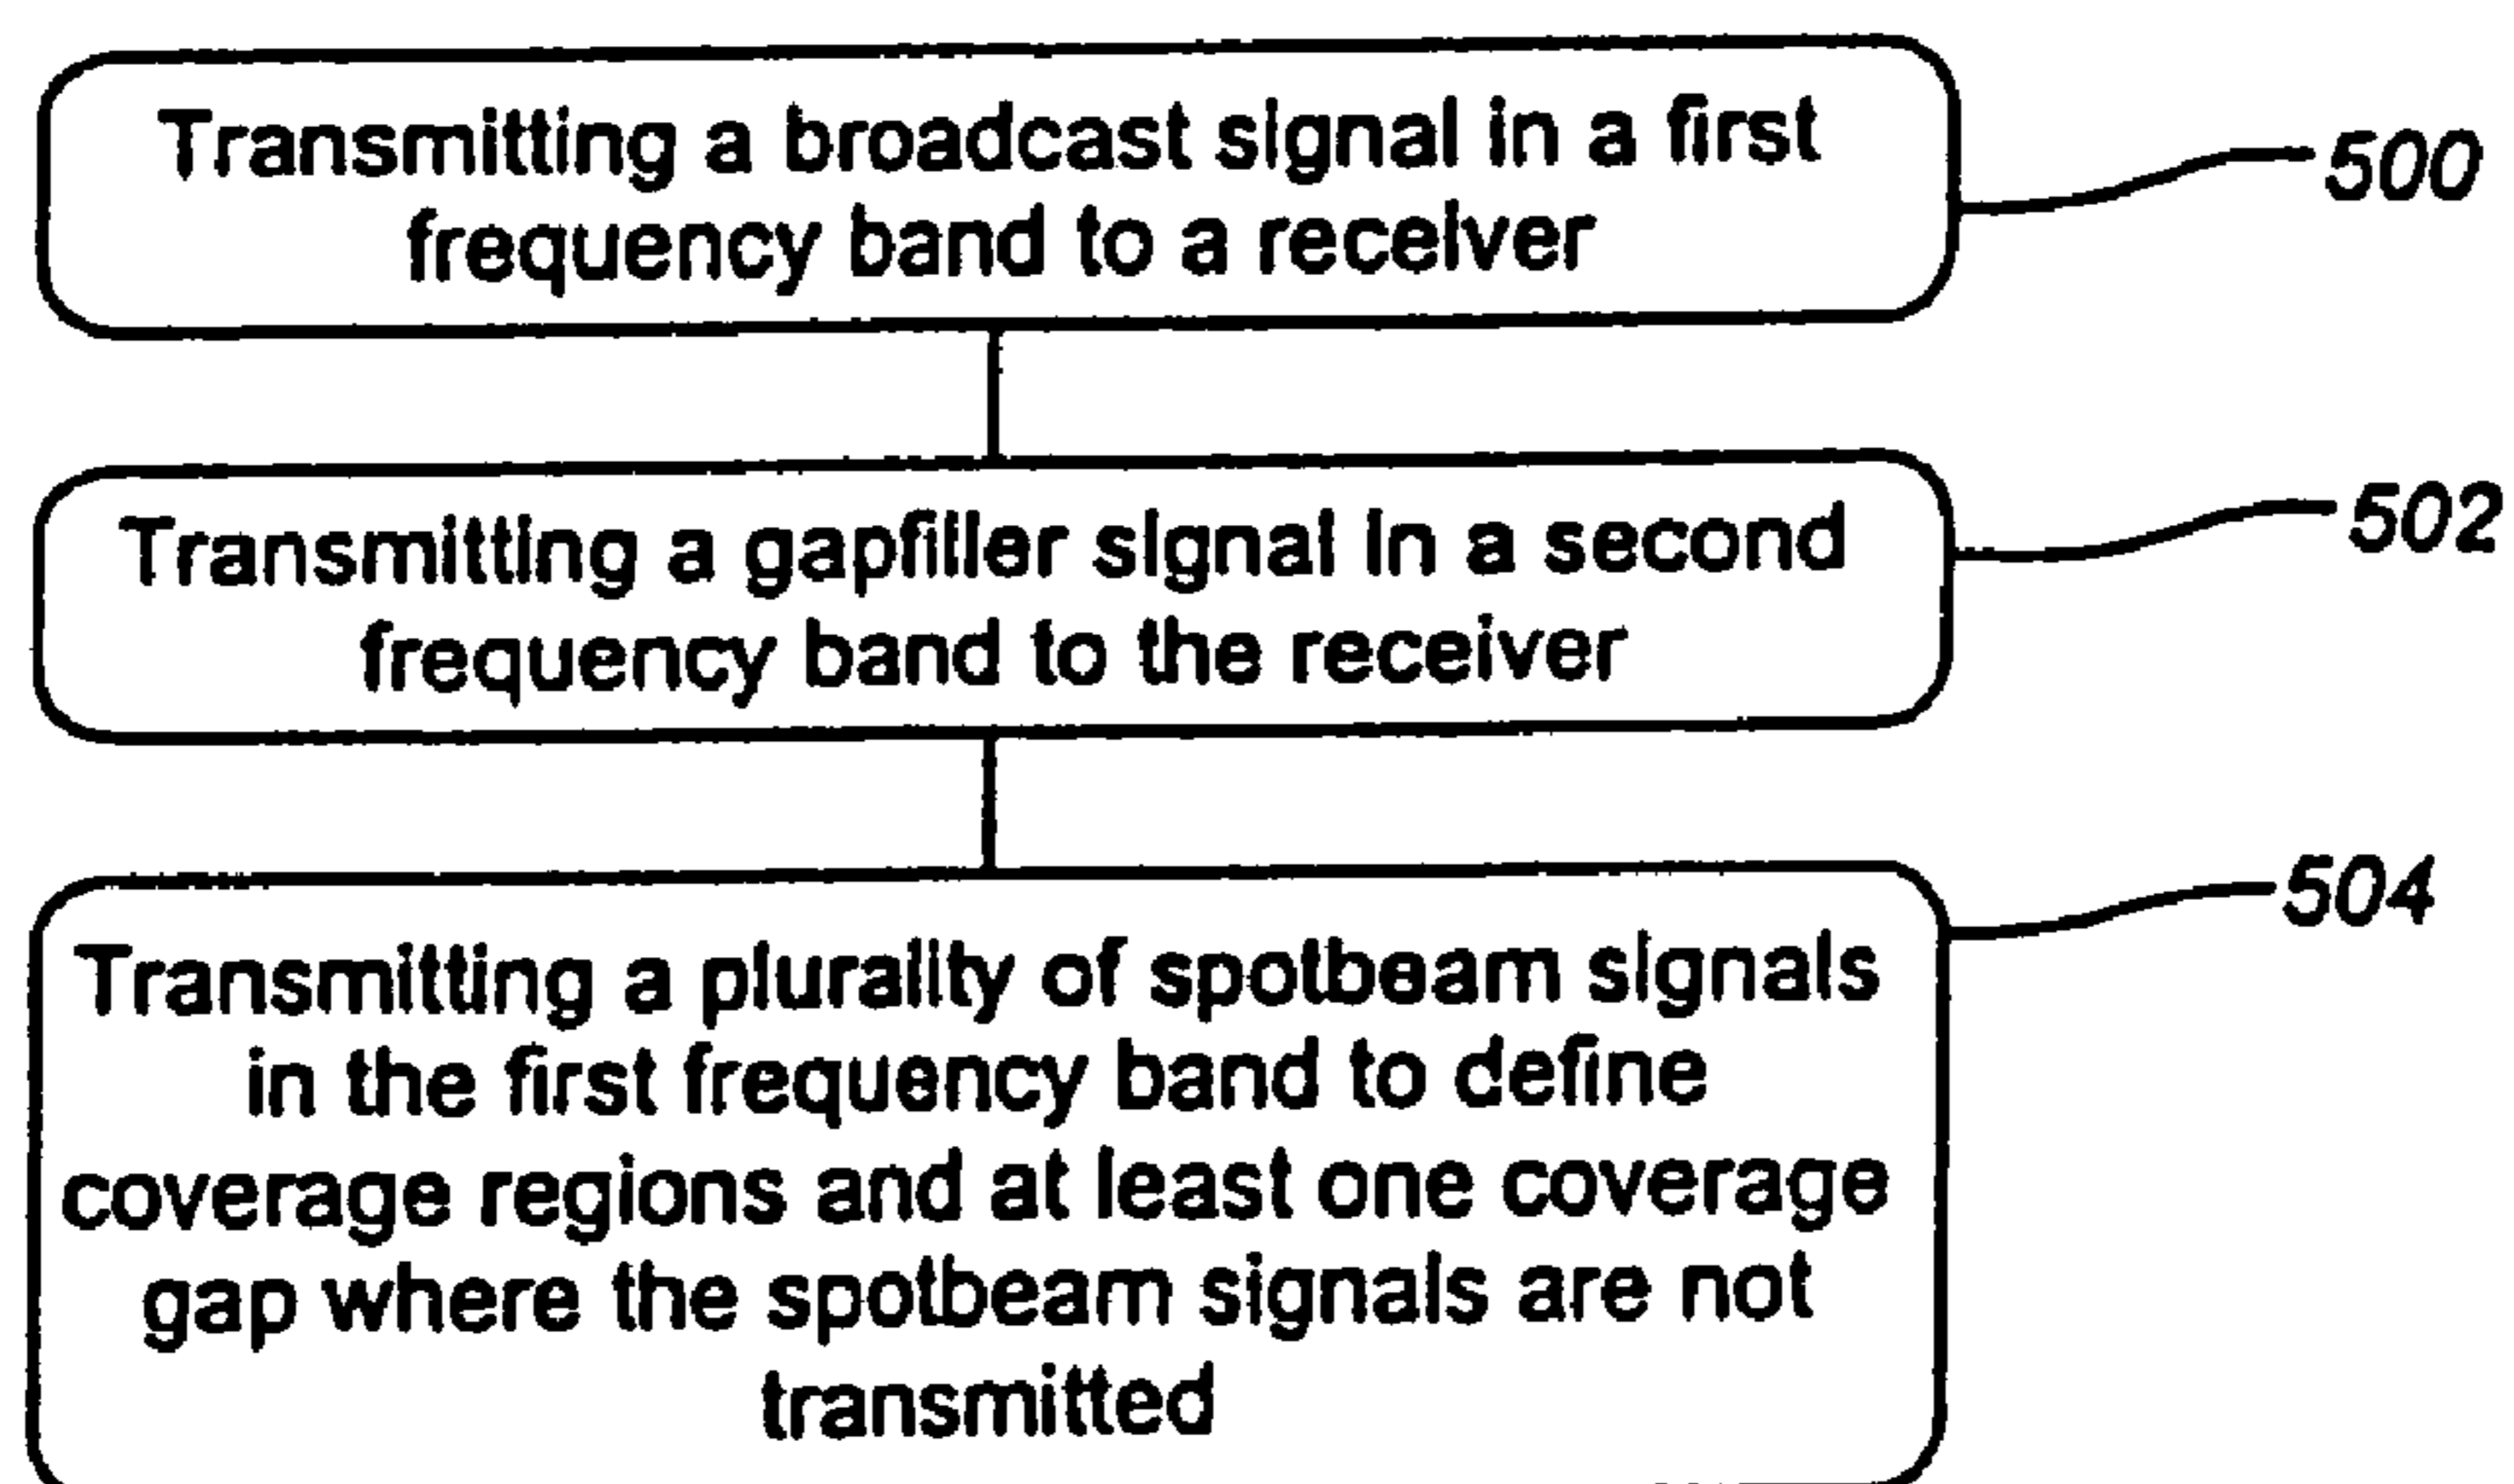 Transmitting a broadcast signal in a first
frequency band to a receiver
500
Transmitting a gapfiller signal in a second
frequency band to the receiver
502
Transmitting a plurality of spotbeam signals
in the first frequency band to define
coverage regions and at least one coverage
gap where the spotbeam signals are not
transmitted
504